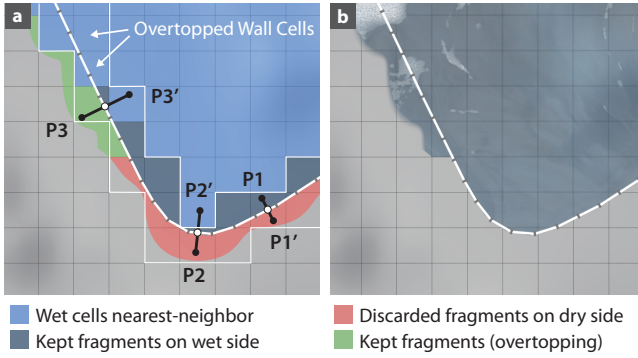 a
Overtopped Wall Cells
b
P3′
P3
P2′
P1
P1′
P2
Wet cells nearest-neighbor
Discarded fragments on dry side
Kept fragments on wet side
Kept fragments (overtopping)